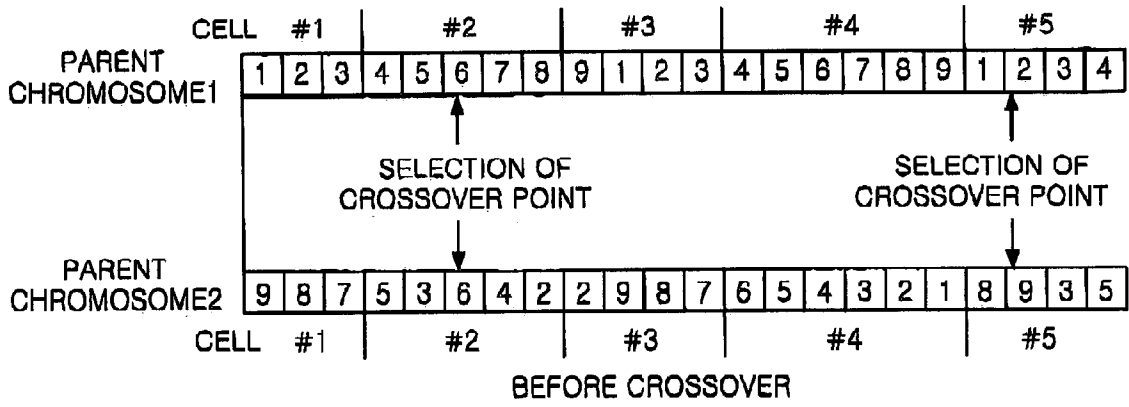 CELL #1 #2 #3 #4 #5
PARENT
CHROMOSOME1
1 2 3 4 5 6 7 8 9 1 2 3 4 5 6 7 8 9 1 2 3 4
SELECTION OF
CROSSOVER POINT
SELECTION OF
CROSSOVER POINT
PARENT
CHROMOSOME2
9 8 7 5 3 6 4 2 2 9 8 7 6 5 4 3 2 1 8 9 3 5
CELL #1 #2 #3 #4 #5
BEFORE CROSSOVER